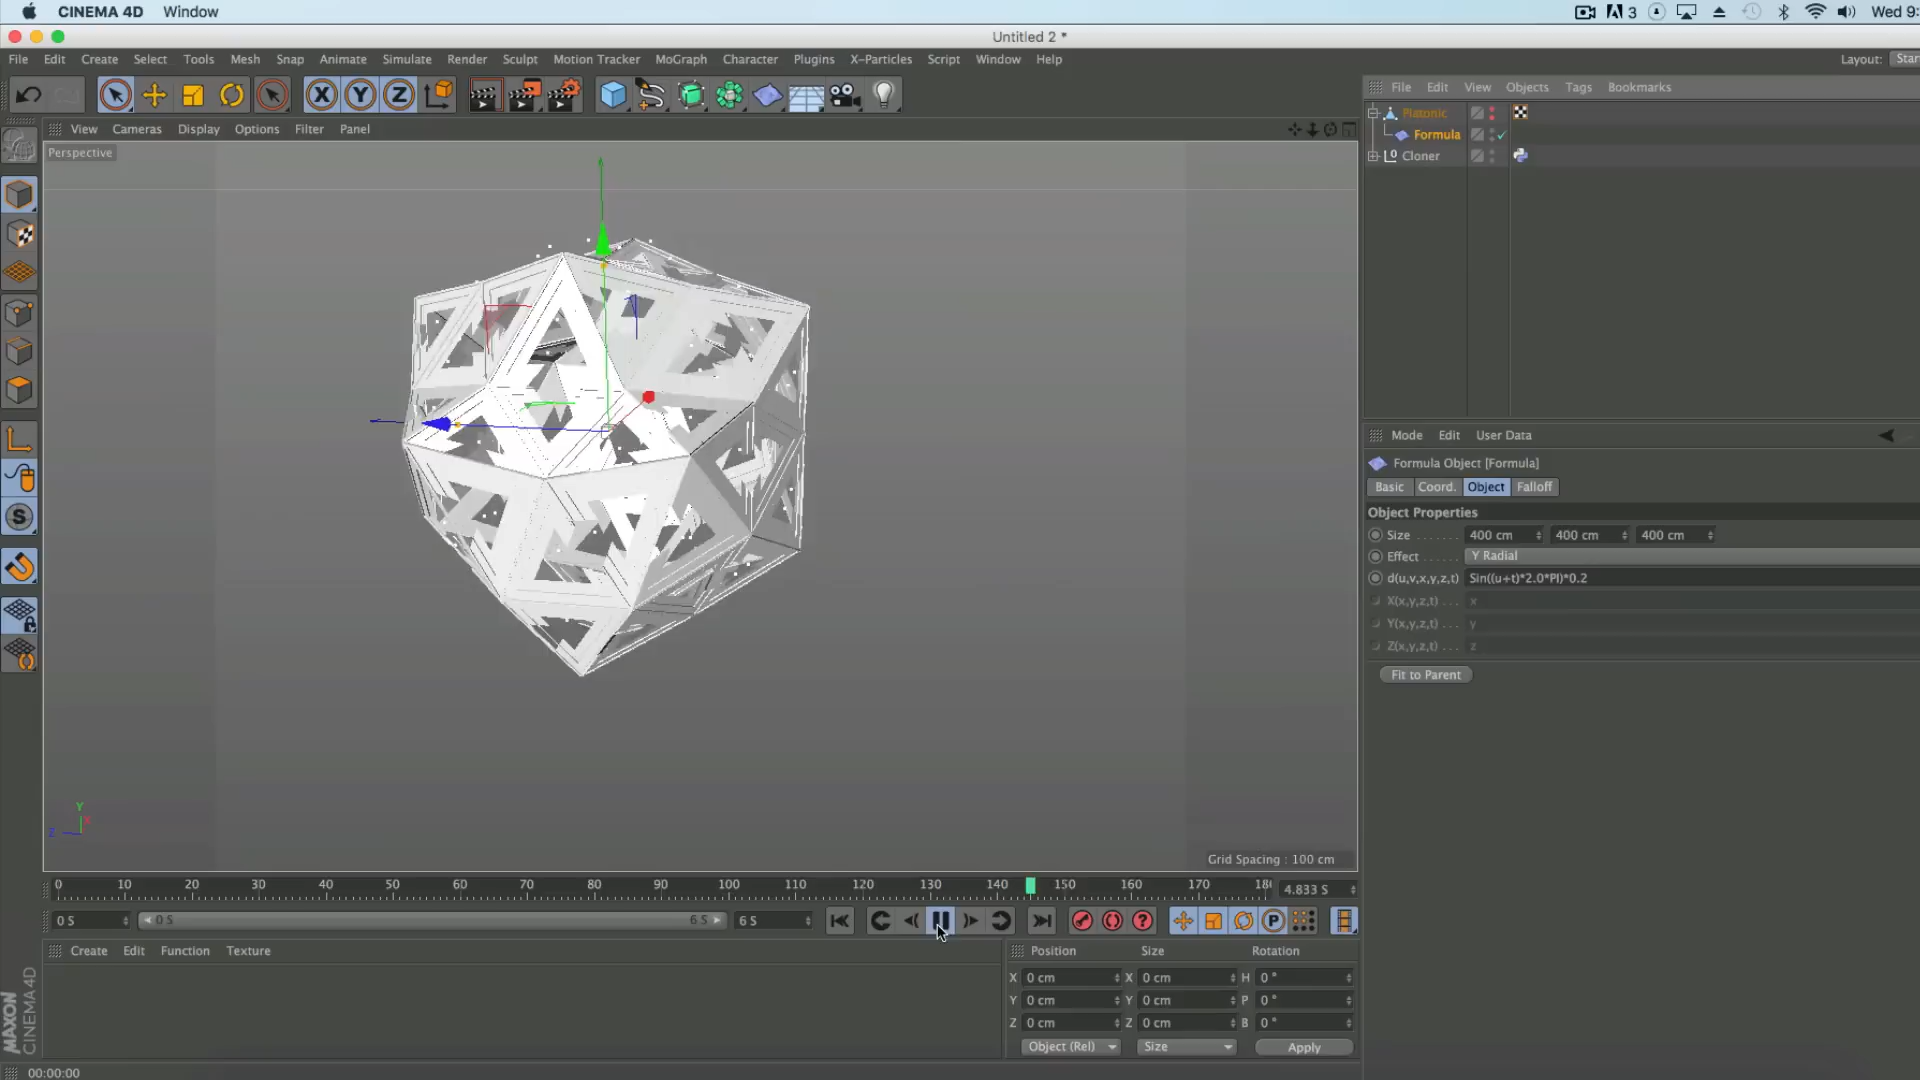 CINEMA 4D Window
3 Wed 9:
Untitled 2 *
File Edit Create Select Tools Mesh Snap Animate Simulate Render Sculpt Motion Tracker MoGraph Character Plugins X-Particles Script Window Help Layout: Star
X Y Z
File Edit View Objects Tags Bookmarks
View Cameras Display Options Filter Panel
Perspective
Platonic
Formula
Cloner
Mode Edit User Data
Formula Object [Formula]
Basic Coord. Object Falloff
Object Properties
Size 400 cm 400 cm 400 cm
Effect Y Radial
d(u,v,x,y,z,t) Sin((u+t)*2.0*PI)*0.2
X(x,y,z,t) x
Y(x,y,z,t) y
Z(x,y,z,t) z
Fit to Parent
S
Y
X
Z
Grid Spacing : 100 cm
0 10 20 30 40 50 60 70 80 90 100 110 120 130 140 150 160 170 18 4.833 S
0 S 0 S 6 S 6 S P
Create Edit Function Texture
Position Size Rotation
X 0 cm X 0 cm H 0 °
Y 0 cm Y 0 cm P 0 °
Z 0 cm Z 0 cm B 0 °
Object (Rel) Size Apply
MAXON
CINEMA 4D
00:00:00